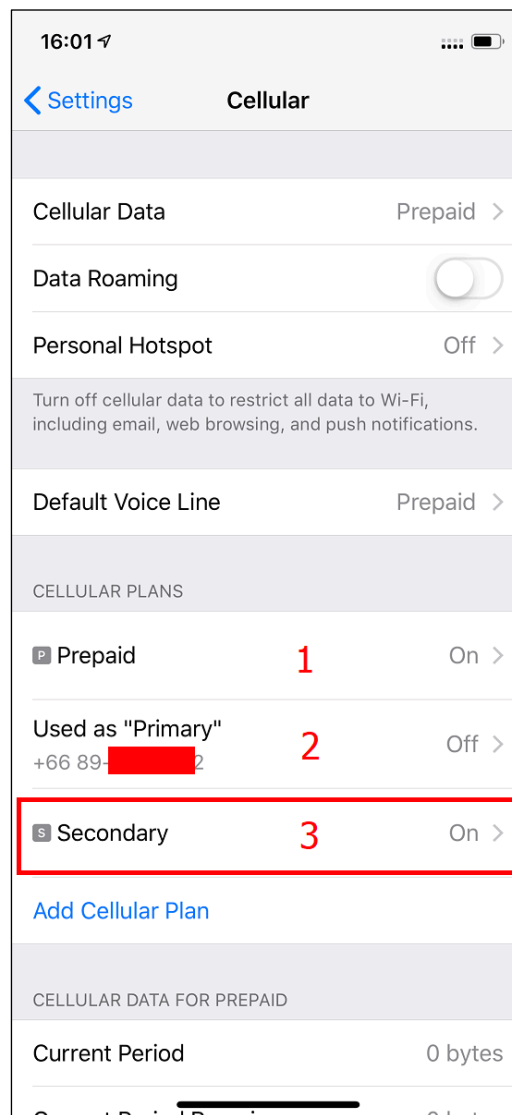 16:01
Settings Cellular
Cellular Data Prepaid
Data Roaming
Personal Hotspot Off
Turn off cellular data to restrict all data to Wi-Fi,
including email, web browsing, and push notifications.
Default Voice Line Prepaid
CELLULAR PLANS
P Prepaid 1 On
Used as "Primary" 2 Off
+66 89- 2
S Secondary 3 On
Add Cellular Plan
CELLULAR DATA FOR PREPAID
Current Period 0 bytes